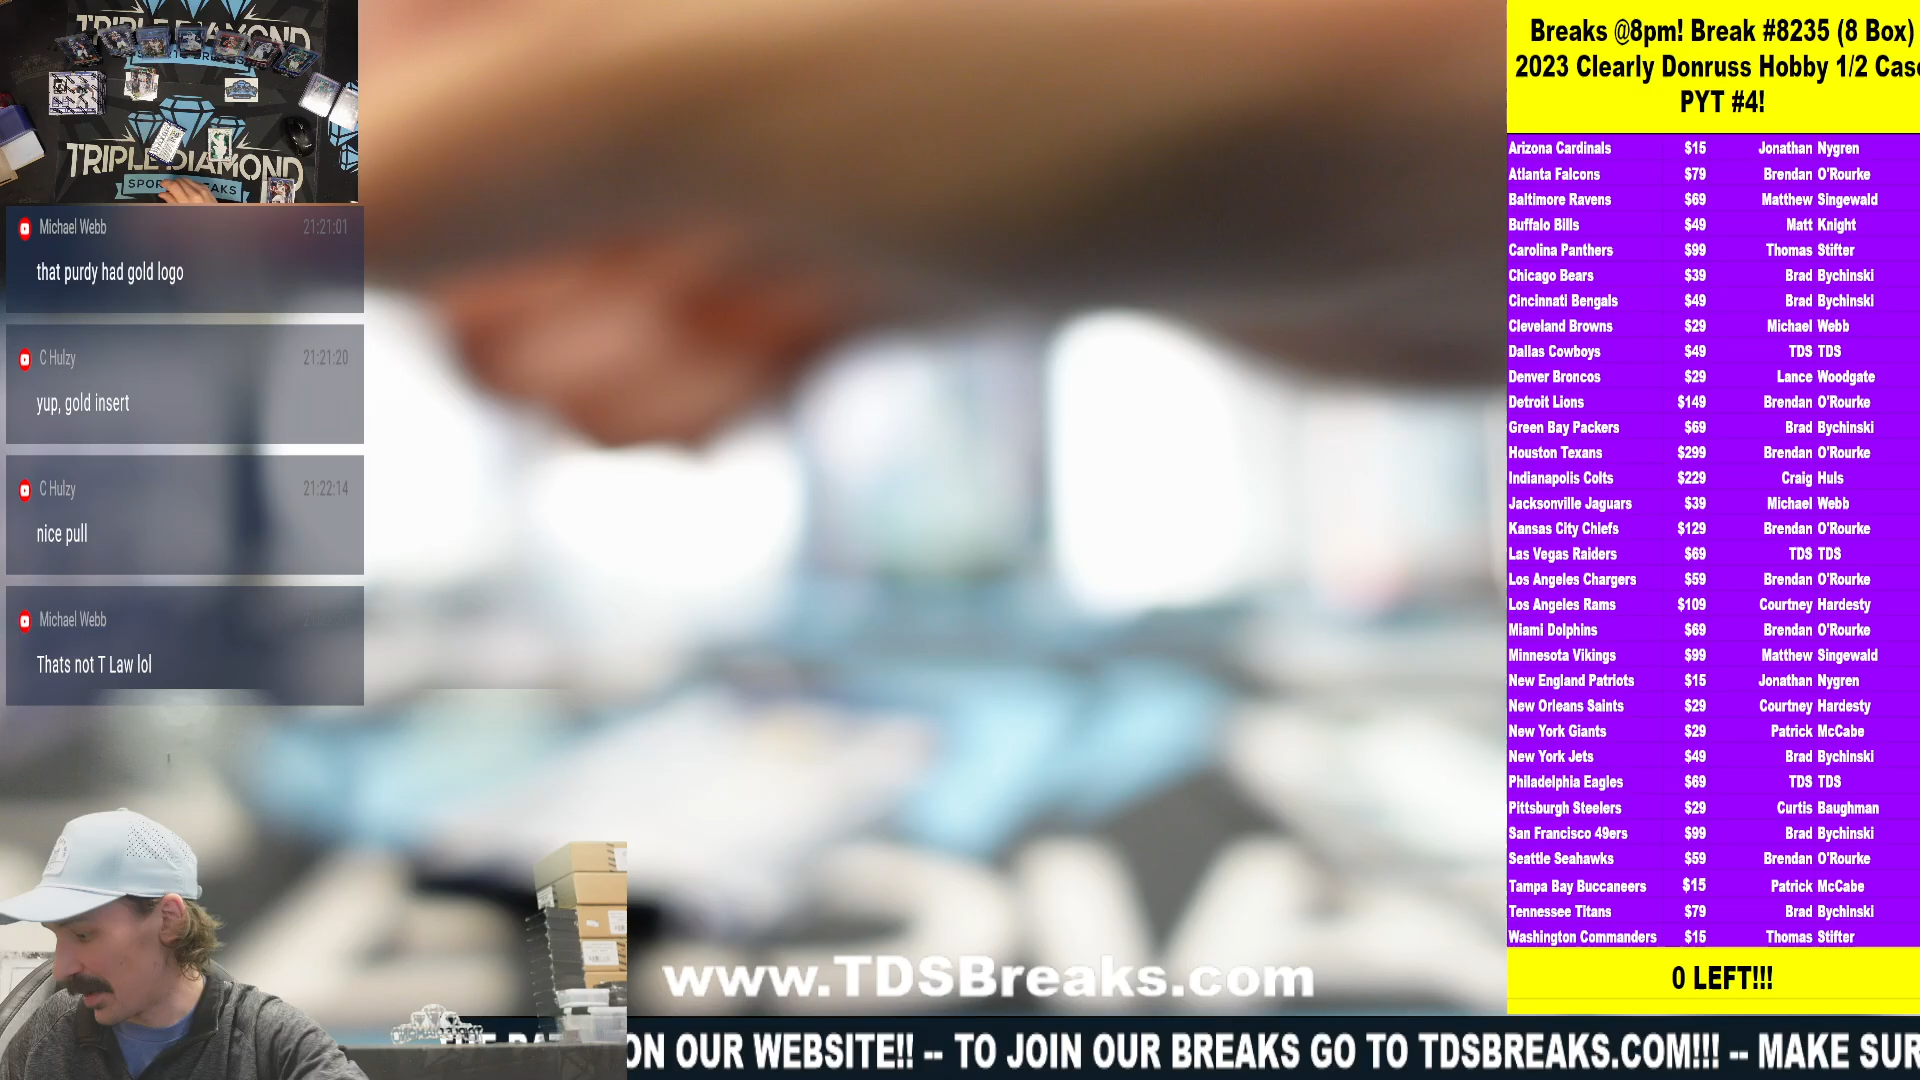 TRIPLE DIAMOND
TRIPLE DIAMOND
SPORTS BREAKS
Michael Webb 21:21:01
that purdy had gold logo
C Hulzy 21:21:20
yup, gold insert
C Hulzy 21:22:14
nice pull
Michael Webb
Thats not T Law lol
www.TDSBreaks.com
ON OUR WEBSITE!! -- TO JOIN OUR BREAKS GO TO TDSBREAKS.COM!!! -- MAKE SUR
Breaks @8pm! Break #8235 (8 Box)
2023 Clearly Donruss Hobby 1/2 Case
PYT #4!
Arizona Cardinals $15 Jonathan Nygren
Atlanta Falcons $79 Brendan O'Rourke
Baltimore Ravens $69 Matthew Singewald
Buffalo Bills $49 Matt Knight
Carolina Panthers $99 Thomas Stifter
Chicago Bears $39 Brad Bychinski
Cincinnati Bengals $49 Brad Bychinski
Cleveland Browns $29 Michael Webb
Dallas Cowboys $49 TDS TDS
Denver Broncos $29 Lance Woodgate
Detroit Lions $149 Brendan O'Rourke
Green Bay Packers $69 Brad Bychinski
Houston Texans $299 Brendan O'Rourke
Indianapolis Colts $229 Craig Huls
Jacksonville Jaguars $39 Michael Webb
Kansas City Chiefs $129 Brendan O'Rourke
Las Vegas Raiders $69 TDS TDS
Los Angeles Chargers $59 Brendan O'Rourke
Los Angeles Rams $109 Courtney Hardesty
Miami Dolphins $69 Brendan O'Rourke
Minnesota Vikings $99 Matthew Singewald
New England Patriots $15 Jonathan Nygren
New Orleans Saints $29 Courtney Hardesty
New York Giants $29 Patrick McCabe
New York Jets $49 Brad Bychinski
Philadelphia Eagles $69 TDS TDS
Pittsburgh Steelers $29 Curtis Baughman
San Francisco 49ers $99 Brad Bychinski
Seattle Seahawks $59 Brendan O'Rourke
Tampa Bay Buccaneers $15 Patrick McCabe
Tennessee Titans $79 Brad Bychinski
Washington Commanders $15 Thomas Stifter
0 LEFT!!!